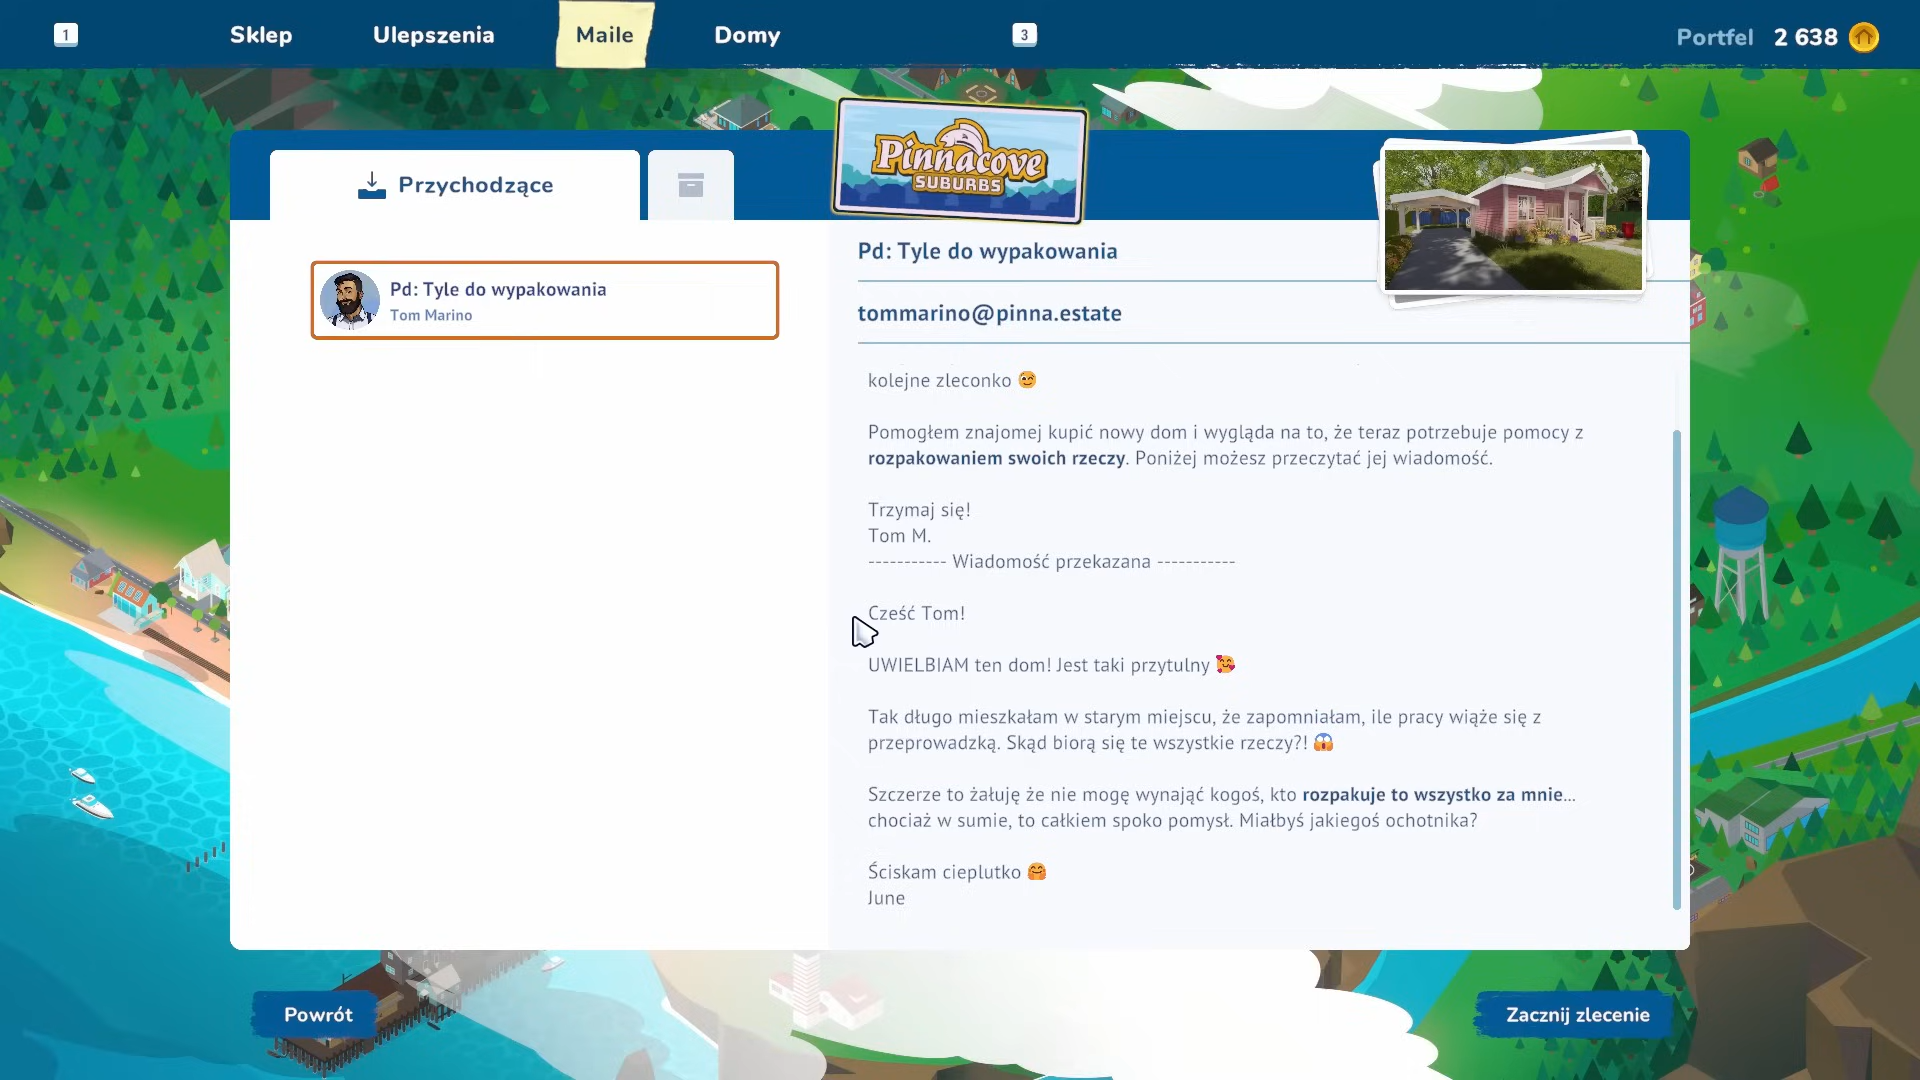 1 Sklep Ulepszenia Maile Domy 3 Portfel 2 638
Pinnacove
SUBURBS
Przychodzące
Pd: Tyle do wypakowania
Tom Marino
Pd: Tyle do wypakowania
tommarino@pinna.estate
kolejne zleconko 😅
Pomogłem znajomej kupić nowy dom i wygląda na to, że teraz potrzebuje pomocy z
rozpakowaniem swoich rzeczy. Poniżej możesz przeczytać jej wiadomość.
Trzymaj się!
Tom M.
----------- Wiadomość przekazana -----------
Cześć Tom!
UWIELBIAM ten dom! Jest taki przytulny 🥰
Tak długo mieszkałam w starym miejscu, że zapomniałam, ile pracy wiąże się z
przeprowadzką. Skąd biorą się te wszystkie rzeczy?! 😱
Szczerze to żałuję że nie mogę wynająć kogoś, kto rozpakuje to wszystko za mnie...
chociaż w sumie, to całkiem spoko pomysł. Miałbyś jakiegoś ochotnika?
Ściskam cieplutko 🤗
June
Powrót
Zacznij zlecenie